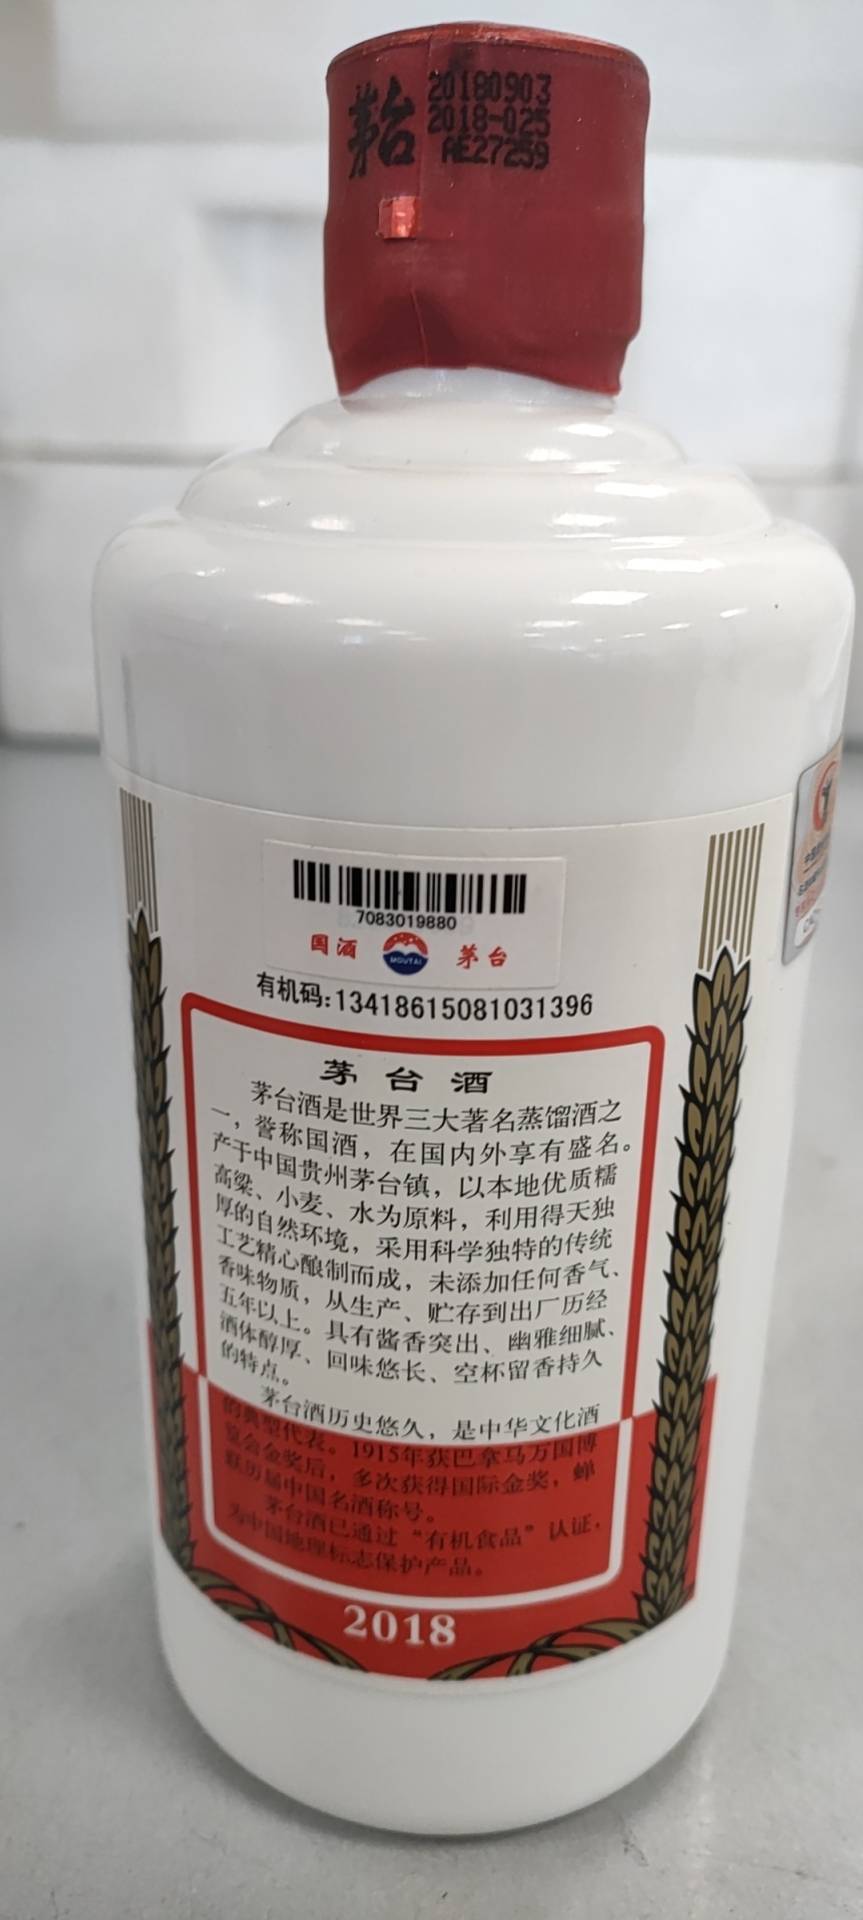 茅台
20180903
2018-025
AE27259
7083019880
国酒
MOUTAI
茅台
有机码:13418615081031396
茅台酒
茅台酒是世界三大著名蒸馏酒之
一，誉称国酒，在国内外享有盛名。
产于中国贵州茅台镇，以本地优质糯
高粱、小麦、水为原料，利用得天独
厚的自然环境，采用科学独特的传统
工艺精心酿制而成，未添加任何香气、
香味物质，从生产、贮存到出厂历经
五年以上。具有酱香突出、幽雅细腻、
酒体醇厚、回味悠长、空杯留香持久
的特点。
茅台酒历史悠久，是中华文化酒
的典型代表。1915年获巴拿马万国博
览会金奖后，多次获得国际金奖，蝉
联历届中国名酒称号。
茅台酒已通过“有机食品”认证，
为中国地理标志保护产品。
2018